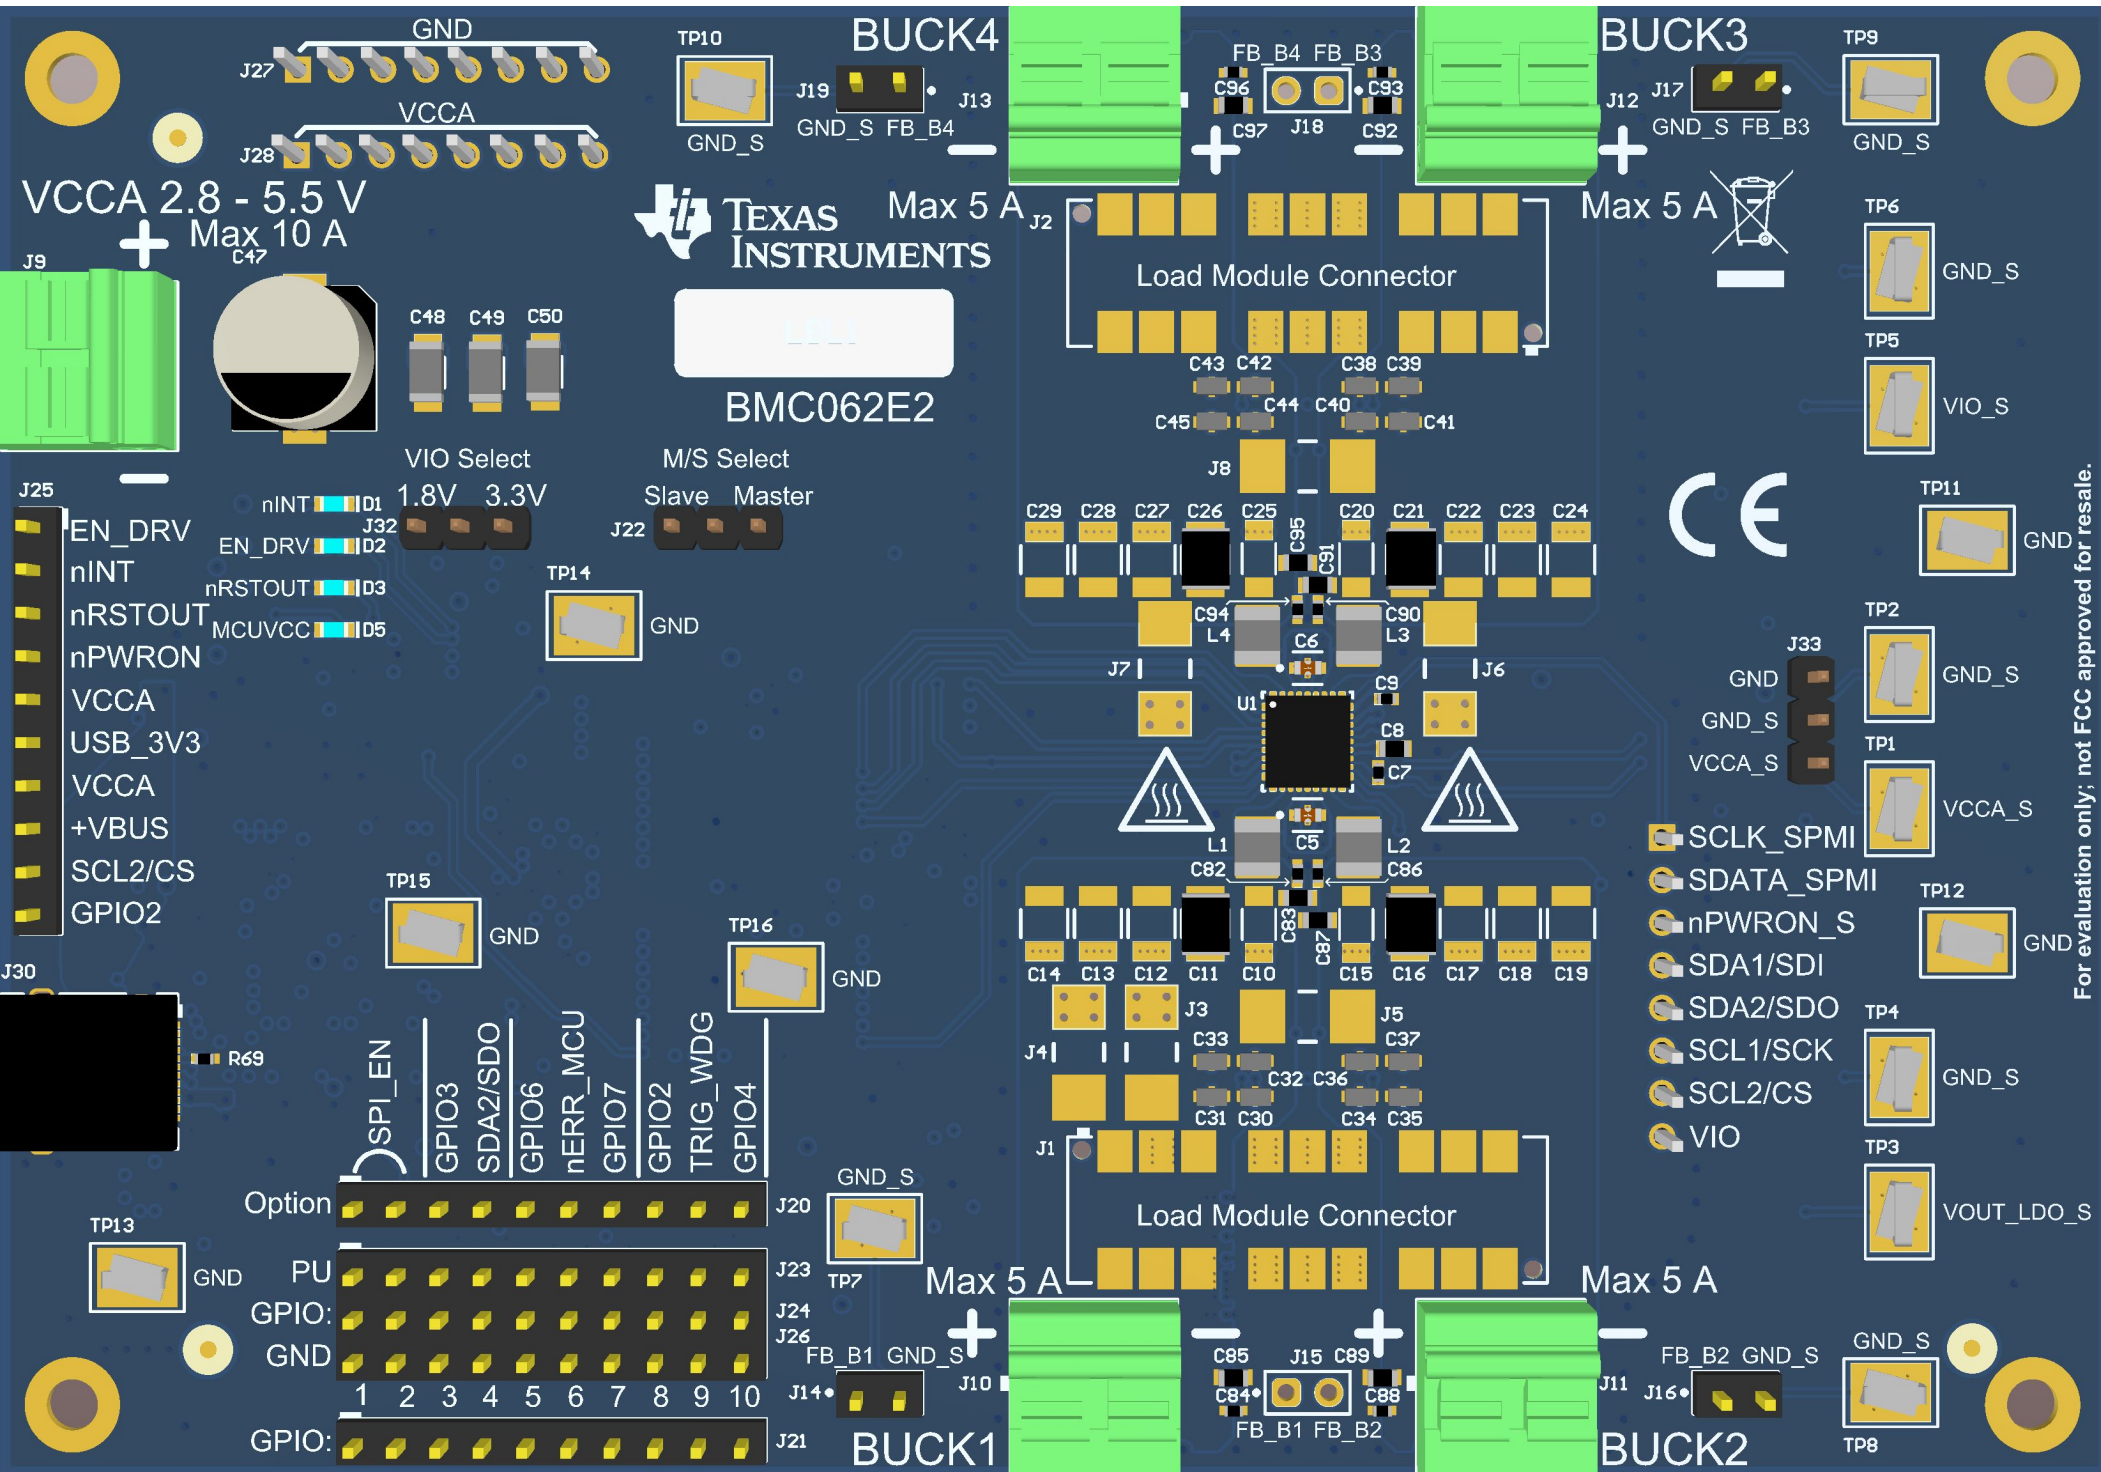 GND
J27
VCCA
J28
VCCA 2.8 - 5.5 V
Max 10 A
C47
J9
C48
C49
C50
TP10
GND_S
BUCK4
J19
GND_S FB_B4
J13
FB_B4 FB_B3
C96
C93
C97
J18
C92
BUCK3
J12
J17
GND_S FB_B3
TP9
GND_S
TEXAS
INSTRUMENTS
BMC062E2
Max 5 A
J2
Load Module Connector
Max 5 A
TP6
GND_S
TP5
VIO_S
C43
C42
C38
C39
C45
C44
C40
C41
J8
VIO Select
1.8V 3.3V
J32
M/S Select
Slave Master
J22
nINT
D1
EN_DRV
D2
nRSTOUT
D3
MCUVCC
D5
J25
EN_DRV
nINT
nRSTOUT
nPWRON
VCCA
USB_3V3
VCCA
+VBUS
SCL2/CS
GPIO2
TP14
GND
C29
C28
C27
C26
C25
C95
C91
C20
C21
C22
C23
C24
C94
L4
C90
L3
C6
J7
J6
U1
C9
C8
C7
L1
C82
C5
L2
C86
C83
C87
C14
C13
C12
C11
C10
C15
C16
C17
C18
C19
CE
TP11
GND
For evaluation only; not FCC approved for resale.
TP2
GND_S
J33
GND
GND_S
VCCA_S
TP1
VCCA_S
SCLK_SPMI
SDATA_SPMI
nPWRON_S
SDA1/SDI
SDA2/SDO
SCL1/SCK
SCL2/CS
VIO
TP12
GND
TP4
GND_S
TP3
VOUT_LDO_S
TP15
GND
TP16
GND
J30
R69
J3
J4
J5
C33
C37
C32
C36
C31
C30
C34
C35
J1
Load Module Connector
Max 5 A
Max 5 A
SPI_EN
GPIO3
SDA2/SDO
GPIO6
nERR_MCU
GPIO7
GPIO2
TRIG_WDG
GPIO4
Option
J20
PU
J23
GPIO:
J24
J26
GND
1 2 3 4 5 6 7 8 9 10
GPIO:
J21
TP13
GND
GND_S
TP7
FB_B1 GND_S
J14
J10
BUCK1
C85
J15
C89
C84
C88
FB_B1 FB_B2
J11
BUCK2
FB_B2 GND_S
J16
GND_S
TP8